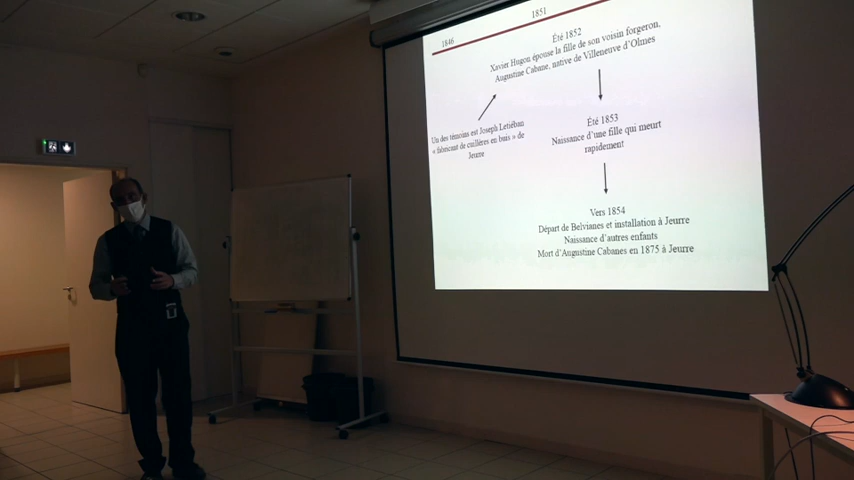 1846
1851
Été 1852
Xavier Hugon épouse la fille de son voisin forgeron,
Augustine Cabane, native de Villeneuve d'Olmes
Un des témoins est Joseph Letiéban
« fabricant de cuillères en buis » de
Jeurre
Été 1853
Naissance d'une fille qui meurt
rapidement
Vers 1854
Départ de Belvianes et installation à Jeurre
Naissance d'autres enfants
Mort d'Augustine Cabanes en 1875 à Jeurre